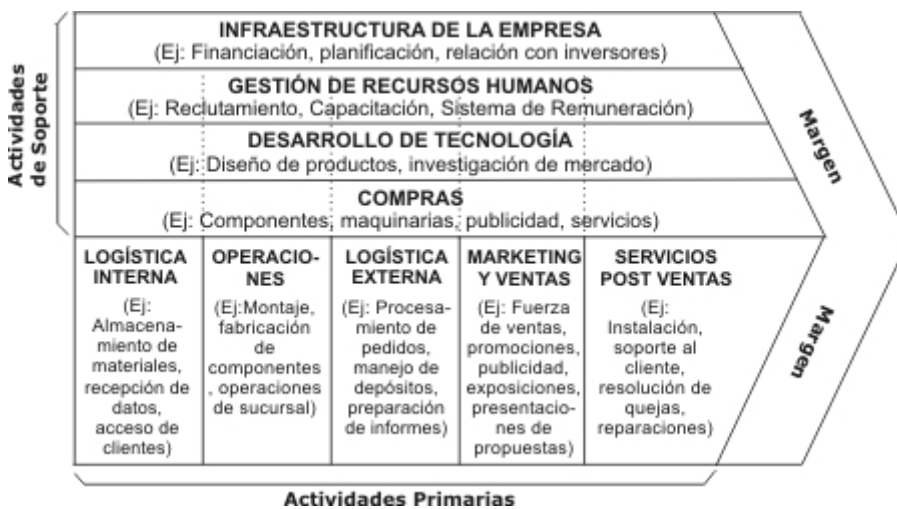 Actividades
de Soporte
INFRAESTRUCTURA DE LA EMPRESA
(Ej: Financiación, planificación, relación con inversores)
GESTIÓN DE RECURSOS HUMANOS
(Ej: Reclutamiento, Capacitación, Sistema de Remuneración)
DESARROLLO DE TECNOLOGÍA
(Ej: Diseño de productos, investigación de mercado)
COMPRAS
(Ej: Componentes, maquinarias, publicidad, servicios)
LOGÍSTICA
INTERNA
(Ej:
Almacena-
miento de
materiales,
recepción de
datos,
acceso de
clientes)
OPERACIO-
NES
(Ej:Montaje,
fabricación
de
componentes
, operaciones
de sucursal)
LOGÍSTICA
EXTERNA
(Ej: Procesa-
miento de
pedidos,
manejo de
depósitos,
preparación
de informes)
MARKETING
Y VENTAS
(Ej: Fuerza
de ventas,
promociones,
publicidad,
exposiciones,
presentacio-
nes de
propuestas)
SERVICIOS
POST VENTAS
(Ej:
Instalación,
soporte al
cliente,
resolución de
quejas,
reparaciones)
Margen
Margen
Actividades Primarias